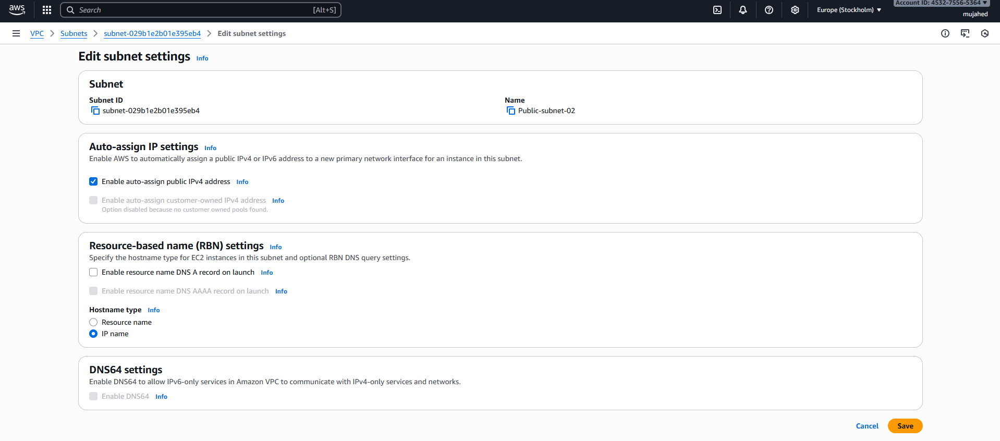 aws
Search [Alt+S]
Europe (Stockholm)
Account ID: 4532-7556-5364
mujahed
VPC > Subnets > subnet-029b1e2b01e395eb4 > Edit subnet settings
Edit subnet settings Info
Subnet
Subnet ID
subnet-029b1e2b01e395eb4
Name
Public-subnet-02
Auto-assign IP settings Info
Enable AWS to automatically assign a public IPv4 or IPv6 address to a new primary network interface for an instance in this subnet.
Enable auto-assign public IPv4 address Info
Enable auto-assign customer-owned IPv4 address Info
Option disabled because no customer owned pools found.
Resource-based name (RBN) settings Info
Specify the hostname type for EC2 instances in this subnet and optional RBN DNS query settings.
Enable resource name DNS A record on launch Info
Enable resource name DNS AAAA record on launch Info
Hostname type Info
Resource name
IP name
DNS64 settings
Enable DNS64 to allow IPv6-only services in Amazon VPC to communicate with IPv4-only services and networks.
Enable DNS64 Info
Cancel Save